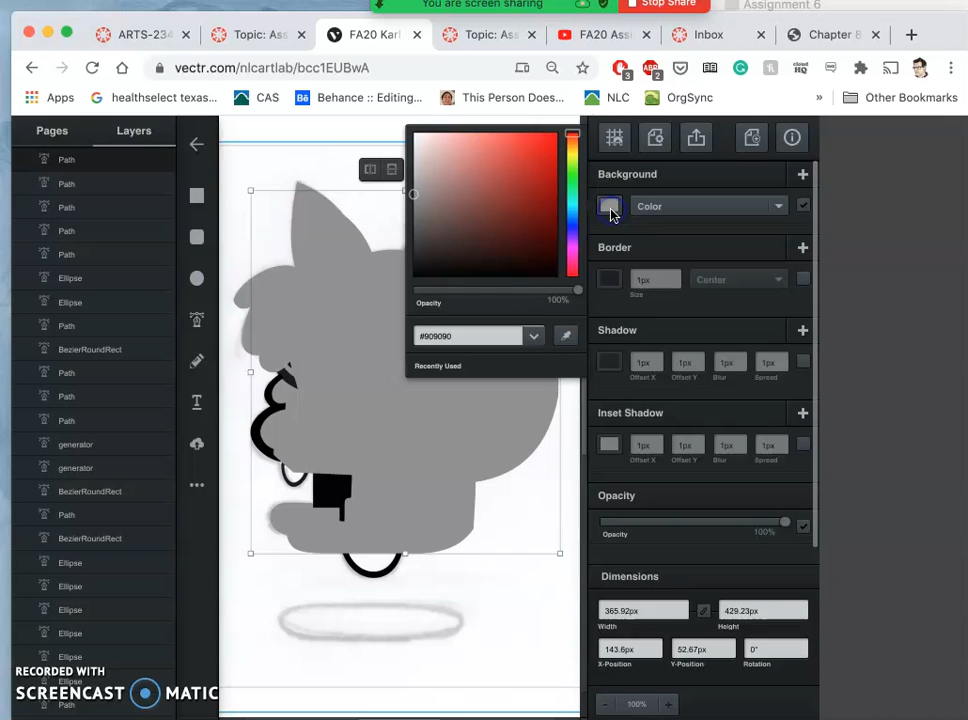 You are screen sharing
Stop Share
Assignment 6
ARTS-234
Topic: Ass
FA20 Karl
Topic: Ass
FA20 Assi
Inbox
Chapter 8
vectr.com/nlcartlab/bcc1EUBwA
3
2
cloud
HQ
Apps
healthselect texas...
CAS
Behance :: Editing...
This Person Does...
NLC
OrgSync
»
Other Bookmarks
Pages
Layers
Path
Path
Path
Path
Path
Ellipse
Ellipse
Path
BezierRoundRect
Path
Path
Path
generator
generator
BezierRoundRect
Path
BezierRoundRect
Ellipse
Ellipse
Ellipse
Ellipse
Ellipse
Ellipse
Path
T
Opacity
100%
#909090
Recently Used
Background
Color
Border
1px
Center
Size
Shadow
1px
1px
1px
1px
Offset X
Offset Y
Blur
Spread
Inset Shadow
1px
1px
1px
1px
Offset X
Offset Y
Blur
Spread
Opacity
Opacity
100%
Dimensions
365.92px
429.23px
Width
Height
143.6px
52.67px
0°
X-Position
Y-Position
Rotation
100%
RECORDED WITH
SCREENCAST
MATIC